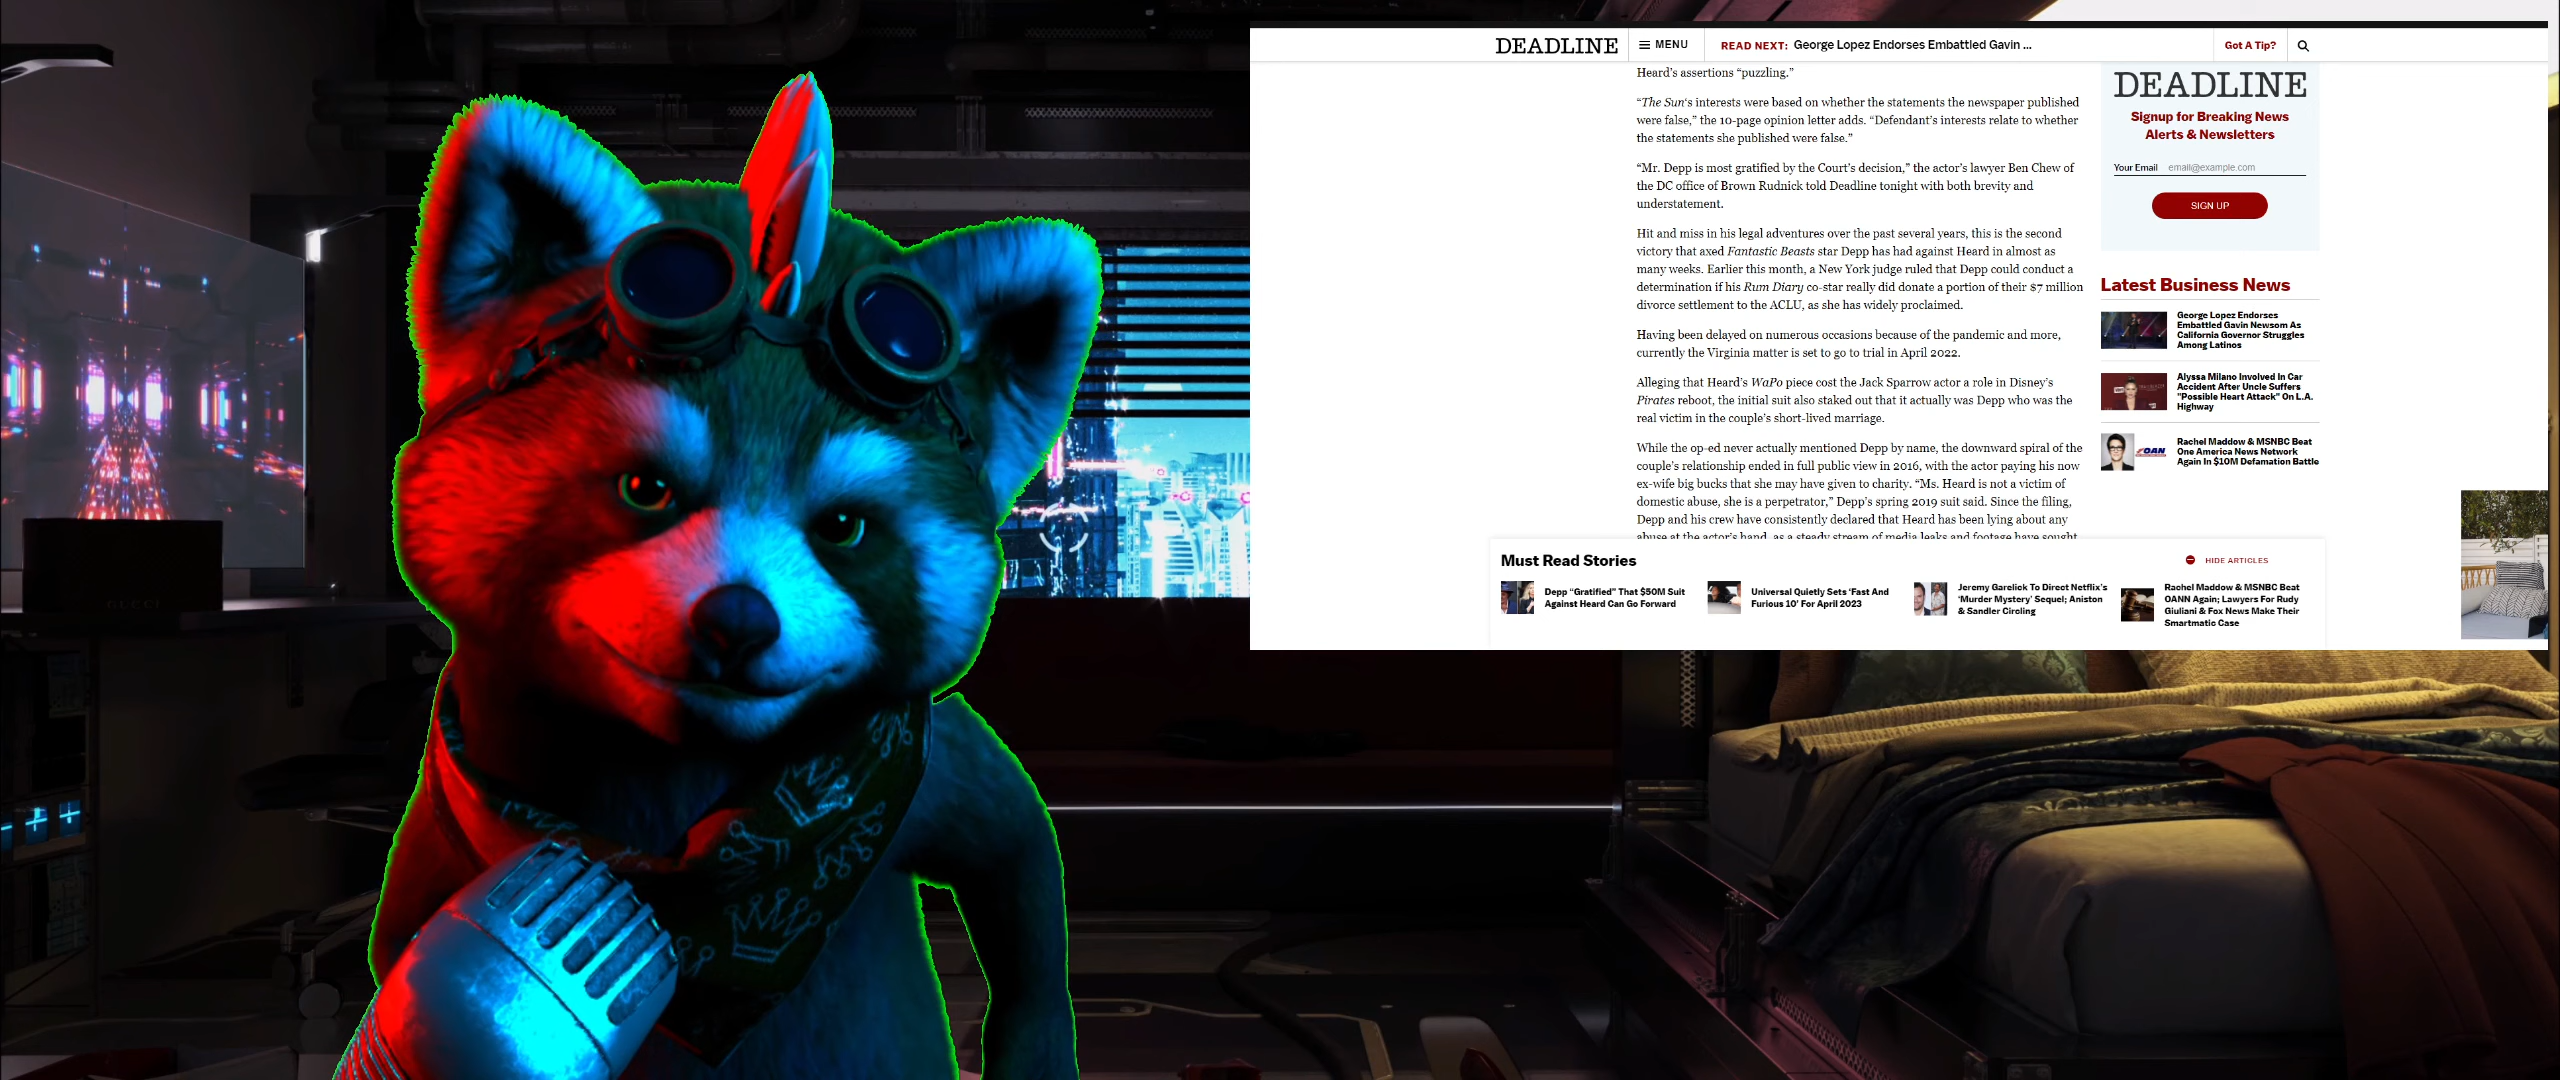 DEADLINE
MENU
READ NEXT: George Lopez Endorses Embattled Gavin ...
Got A Tip?
Heard's assertions “puzzling.”
“The Sun‘s interests were based on whether the statements the newspaper published
were false,” the 10-page opinion letter adds. “Defendant’s interests relate to whether
the statements she published were false.”
“Mr. Depp is most gratified by the Court’s decision,” the actor’s lawyer Ben Chew of
the DC office of Brown Rudnick told Deadline tonight with both brevity and
understatement.
Hit and miss in his legal adventures over the past several years, this is the second
victory that axed Fantastic Beasts star Depp has had against Heard in almost as
many weeks. Earlier this month, a New York judge ruled that Depp could conduct a
determination if his Rum Diary co-star really did donate a portion of their $7 million
divorce settlement to the ACLU, as she has widely proclaimed.
Having been delayed on numerous occasions because of the pandemic and more,
currently the Virginia matter is set to go to trial in April 2022.
Alleging that Heard’s WaPo piece cost the Jack Sparrow actor a role in Disney’s
Pirates reboot, the initial suit also staked out that it actually was Depp who was the
real victim in the couple’s short-lived marriage.
While the op-ed never actually mentioned Depp by name, the downward spiral of the
couple’s relationship ended in full public view in 2016, with the actor paying his now
ex-wife big bucks that she may have given to charity. “Ms. Heard is not a victim of
domestic abuse, she is a perpetrator,” Depp’s spring 2019 suit said. Since the filing,
Depp and his crew have consistently declared that Heard has been lying about any
abuse at the actor’s hand, as a steady stream of media leaks and footage have sought
DEADLINE
Signup for Breaking News
Alerts & Newsletters
Your Email email@example.com
SIGN UP
Latest Business News
George Lopez Endorses
Embattled Gavin Newsom As
California Governor Struggles
Among Latinos
Alyssa Milano Involved In Car
Accident After Uncle Suffers
"Possible Heart Attack" On L.A.
Highway
OAN
Rachel Maddow & MSNBC Beat
One America News Network
Again In $10M Defamation Battle
Must Read Stories
HIDE ARTICLES
Depp “Gratified” That $50M Suit
Against Heard Can Go Forward
Universal Quietly Sets ‘Fast And
Furious 10’ For April 2023
Jeremy Garelick To Direct Netflix’s
‘Murder Mystery’ Sequel; Aniston
& Sandler Circling
Rachel Maddow & MSNBC Beat
OANN Again; Lawyers For Rudy
Giuliani & Fox News Make Their
Smartmatic Case
GUCCI